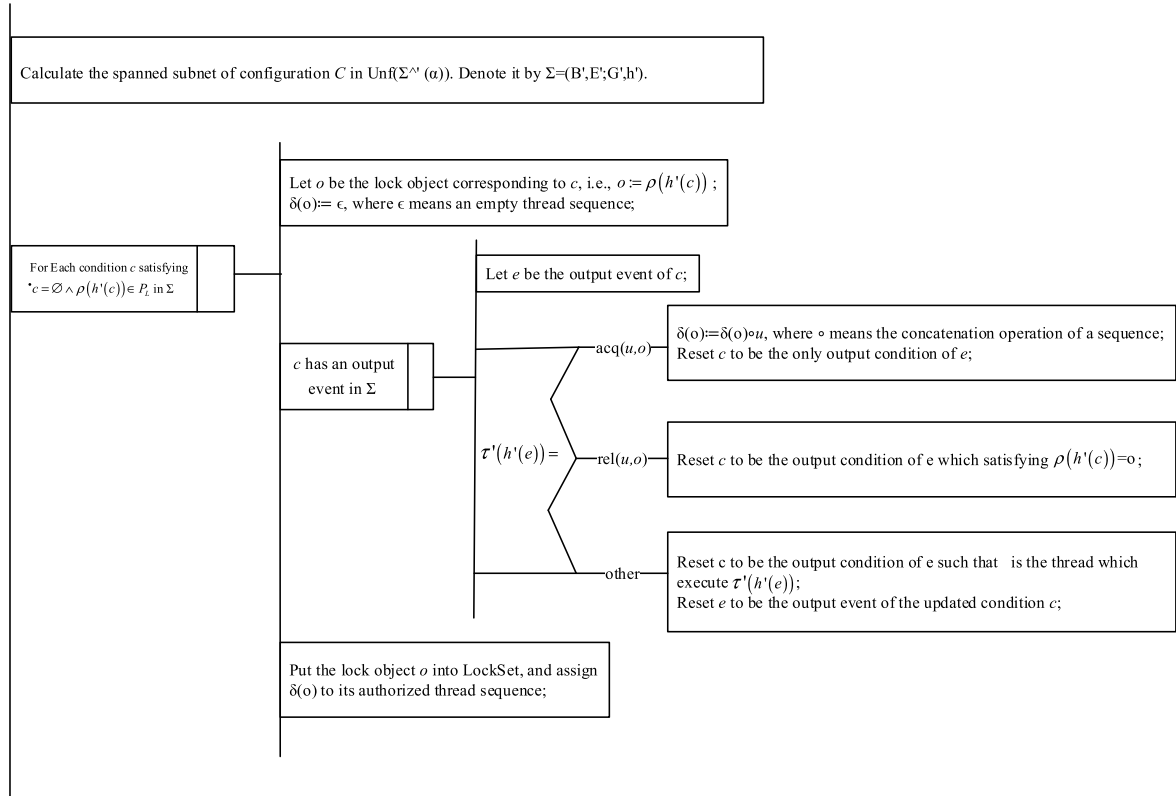 Calculate the spanned subnet of configuration C in Unf(Σ^' (α)). Denote it by Σ=(B',E';G',h').
Let o be the lock object corresponding to c, i.e., o := ρ(h'(c)) ;
δ(o):= ϵ, where ϵ means an empty thread sequence;
For Each condition c satisfying
•c = ∅ ∧ ρ(h'(c)) ∈ P_L in Σ
Let e be the output event of c;
c has an output
event in Σ
τ'(h'(e)) =
acq(u,o)
δ(o):=δ(o)∘u, where ∘ means the concatenation operation of a sequence;
Reset c to be the only output condition of e;
rel(u,o)
Reset c to be the output condition of e which satisfying ρ(h'(c))=o ;
other
Reset c to be the output condition of e such that is the thread which
execute τ'(h'(e));
Reset e to be the output event of the updated condition c;
Put the lock object o into LockSet, and assign
δ(o) to its authorized thread sequence;